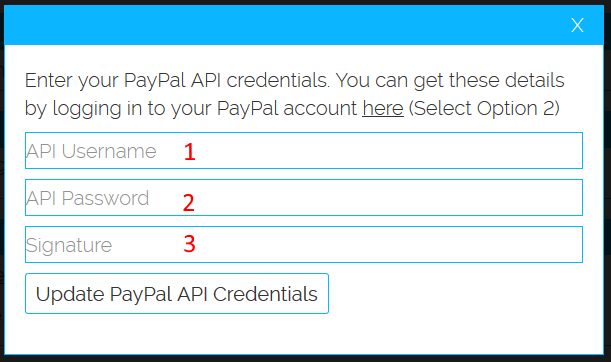 X
Enter your PayPal API credentials. You can get these details
by logging in to your PayPal account here (Select Option 2)
API Username 1
API Password 2
Signature 3
Update PayPal API Credentials